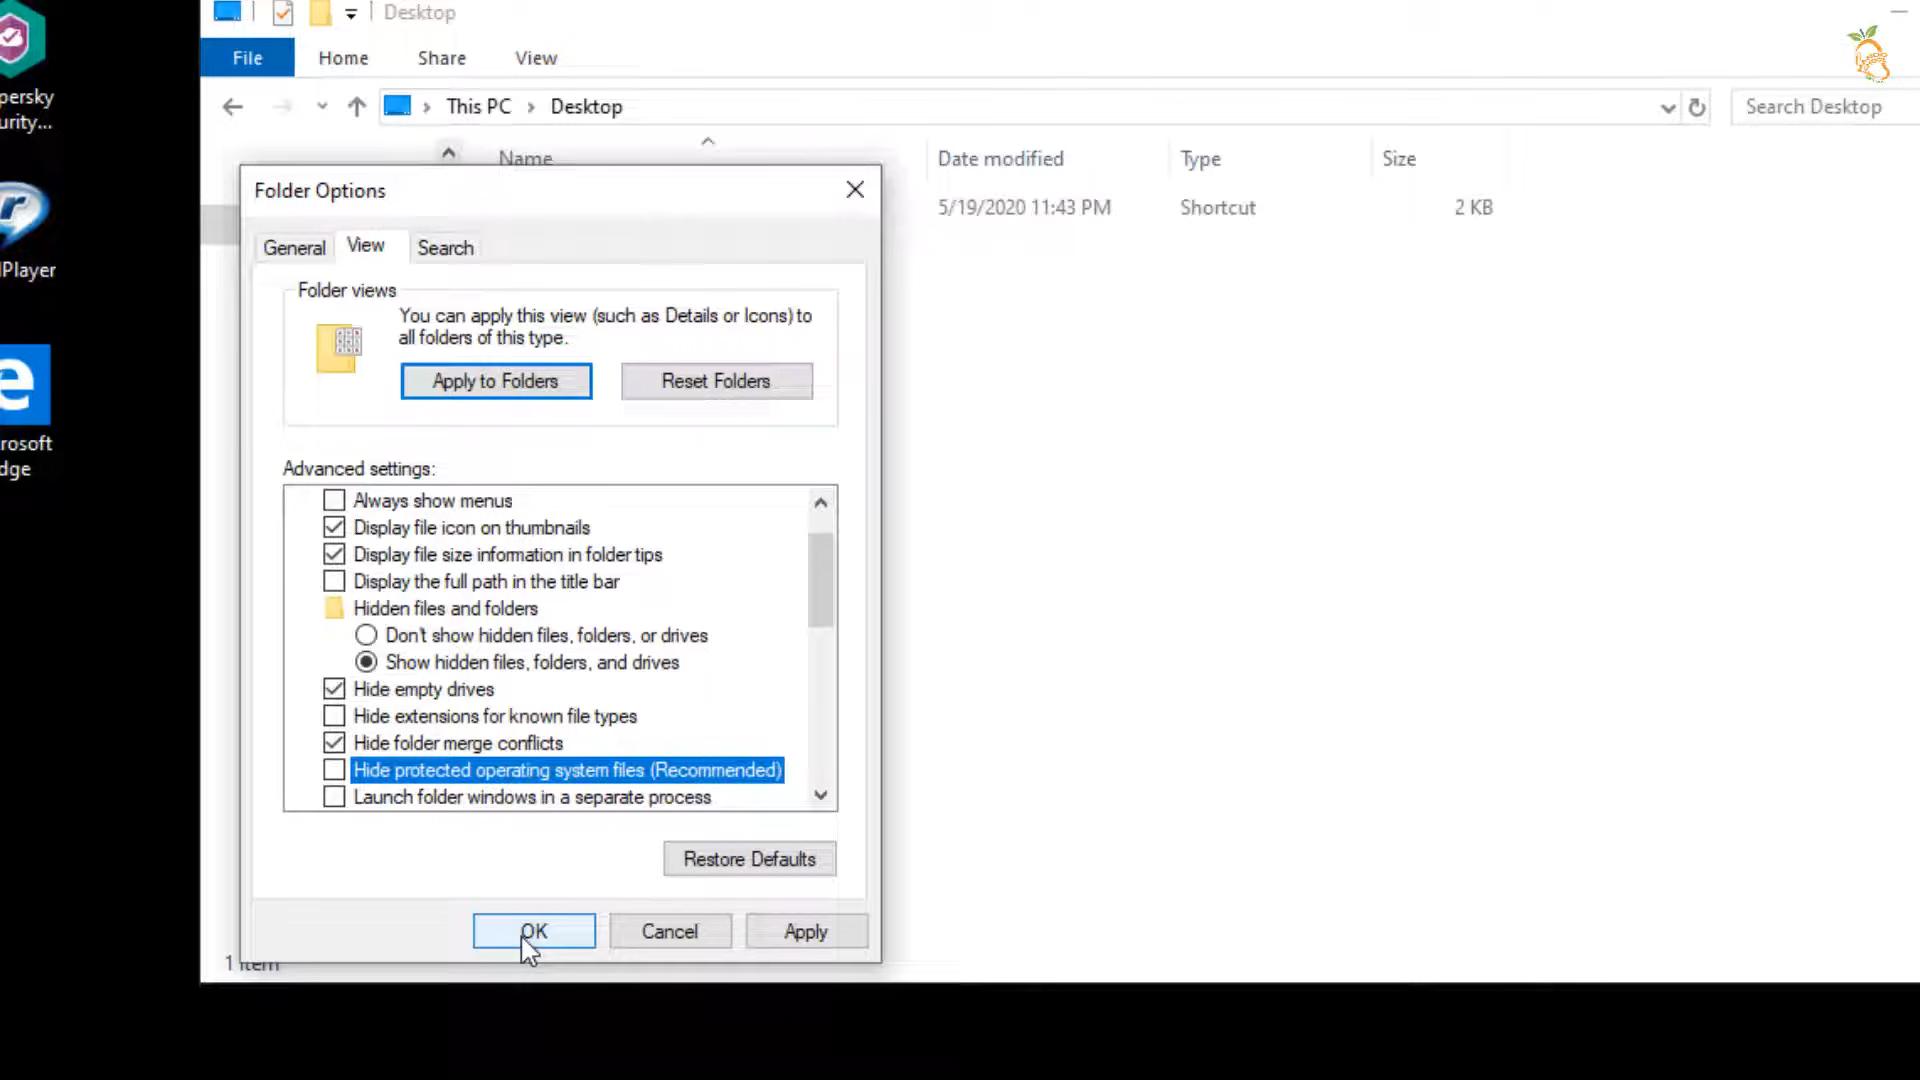 Desktop
File Home Share View
This PC Desktop
Search Desktop
Name Date modified Type Size
5/19/2020 11:43 PM Shortcut 2 KB
persky
urity...
Player
rosoft
dge
Folder Options
General View Search
Folder views
You can apply this view (such as Details or Icons) to
all folders of this type.
Apply to Folders Reset Folders
Advanced settings:
Always show menus
Display file icon on thumbnails
Display file size information in folder tips
Display the full path in the title bar
Hidden files and folders
Don't show hidden files, folders, or drives
Show hidden files, folders, and drives
Hide empty drives
Hide extensions for known file types
Hide folder merge conflicts
Hide protected operating system files (Recommended)
Launch folder windows in a separate process
Restore Defaults
OK Cancel Apply
1 item